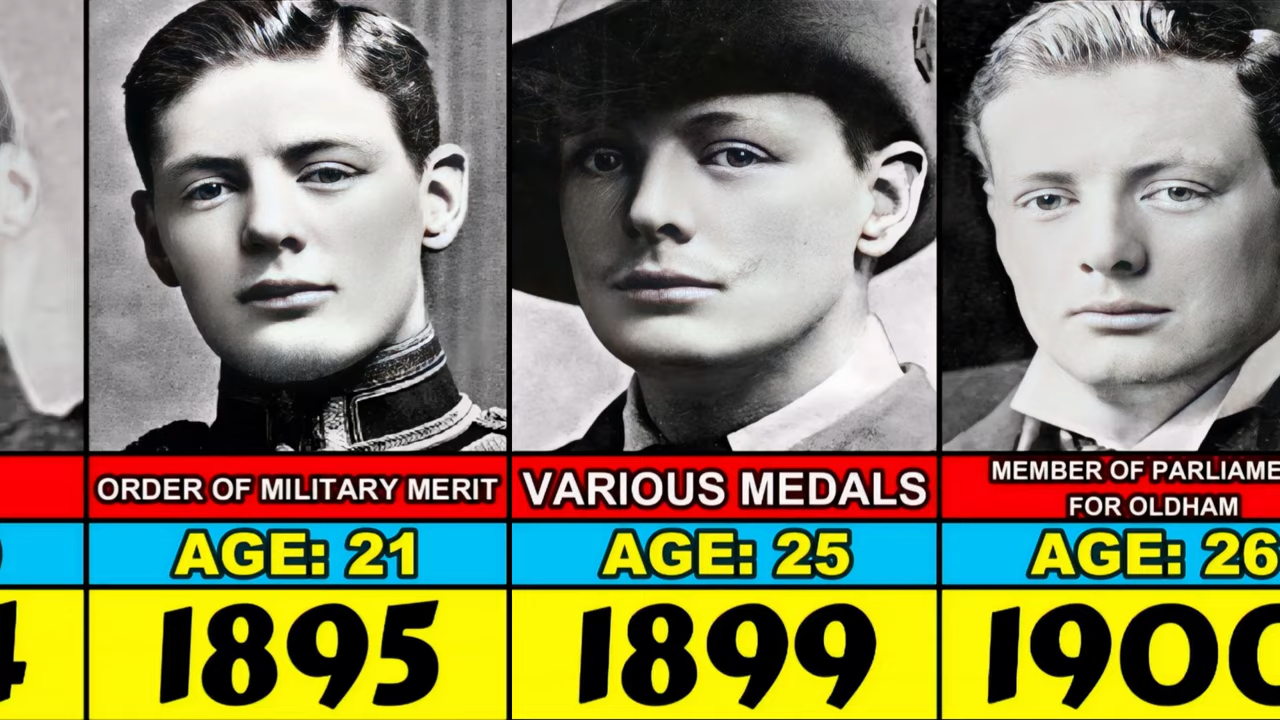 ORDER OF MILITARY MERIT
AGE: 21
1895
VARIOUS MEDALS
AGE: 25
1899
MEMBER OF PARLIAME
FOR OLDHAM
AGE: 26
1900
4